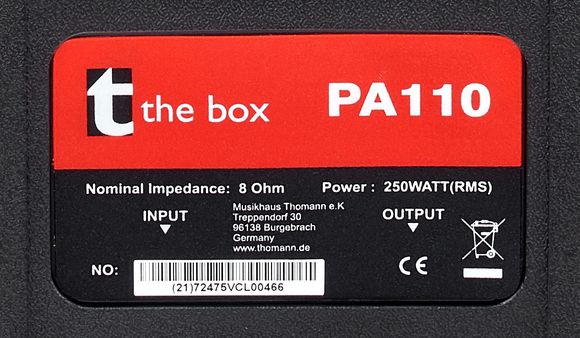 t the box PA110
Nominal Impedance: 8 Ohm Power : 250WATT(RMS)
INPUT
Musikhaus Thomann e.K
Treppendorf 30
96138 Burgebrach
Germany
www.thomann.de
OUTPUT
CE
NO:
(21)72475VCL00466